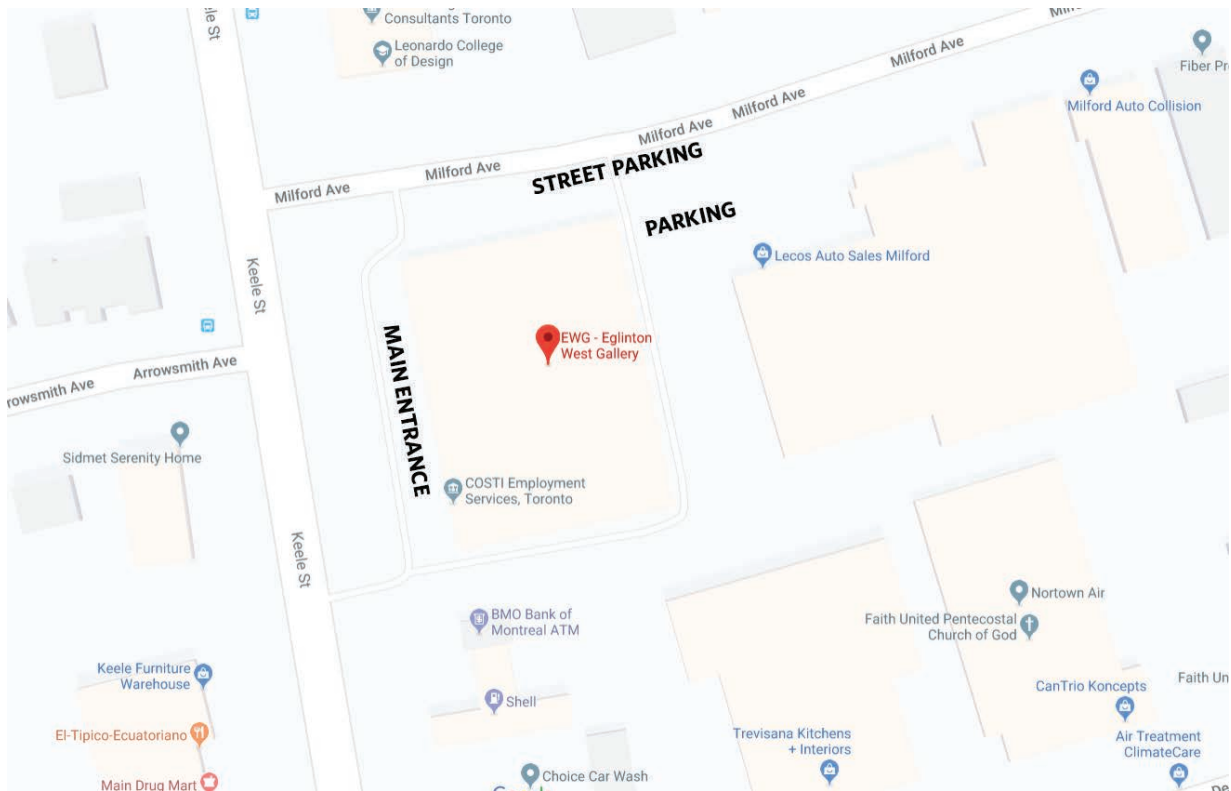 Consultants Toronto
Leonardo College
of Design
Keele St
Milford Ave
Milford Ave
Milford Ave
Milford Ave
Milford Ave
Fiber
Milford Auto Collision
STREET PARKING
PARKING
Lecos Auto Sales Milford
Keele St
EWG - Eglinton
West Gallery
MAIN ENTRANCE
Arrowsmith Ave
Ave
Sidmet Serenity Home
COSTI Employment
Services, Toronto
Keele St
BMO Bank of
Montreal ATM
Nortown Air
Faith United Pentecostal
Church of God
Keele Furniture
Warehouse
Shell
CanTrio Koncepts
Faith
El-Tipico-Ecuatoriano
Trevisana Kitchens
+ Interiors
Air Treatment
ClimateCare
Main Drug Mart
Choice Car Wash